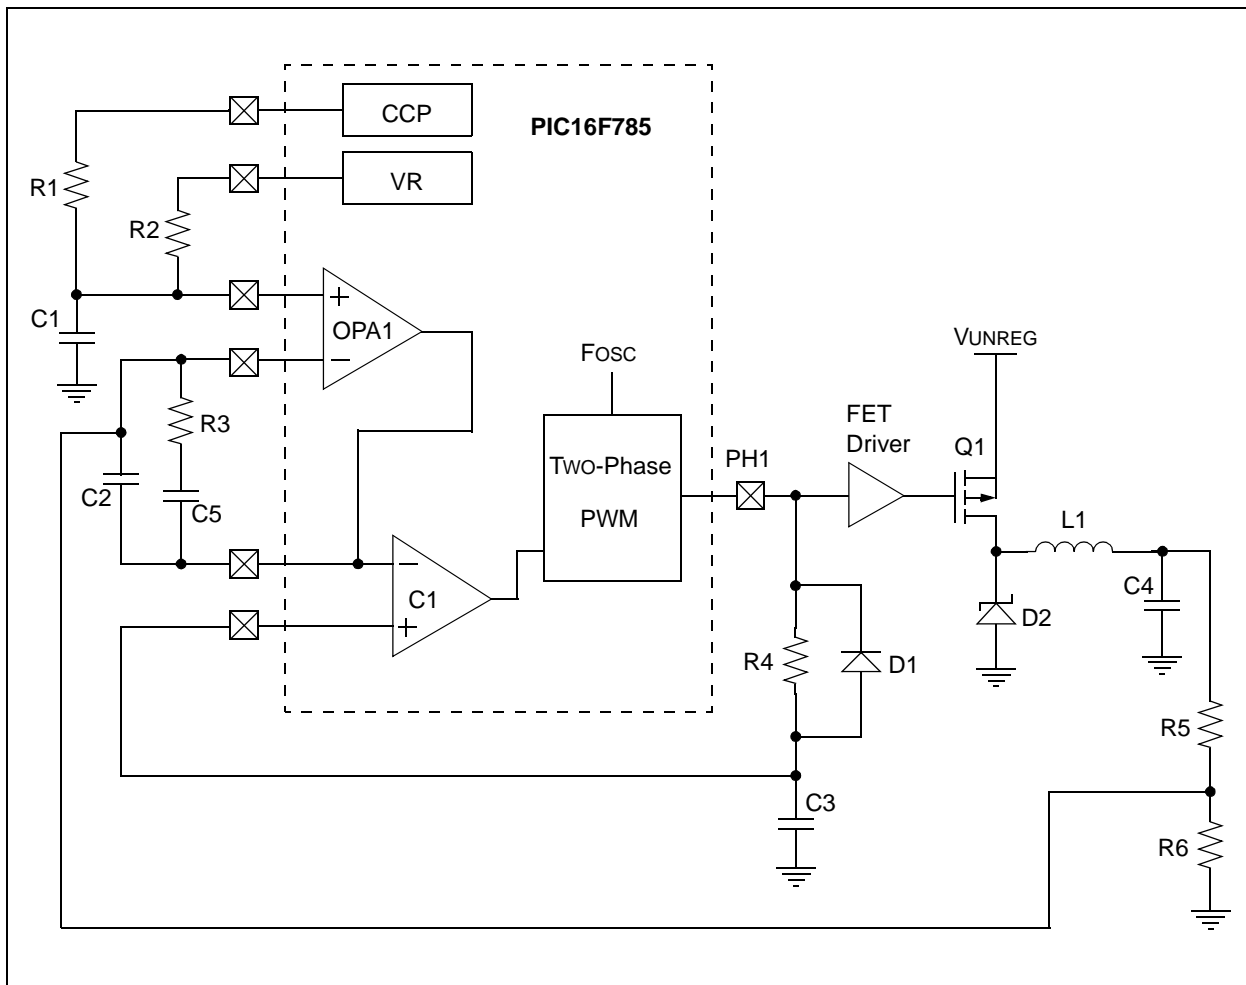 CCP
PIC16F785
VR
R1
R2
+
OPA1
−
C1
R3
C2
C5
FOSC
TWO-Phase
PWM
PH1
FET
Driver
VUNREG
Q1
L1
C4
D2
−
C1
+
R4
D1
R5
C3
R6